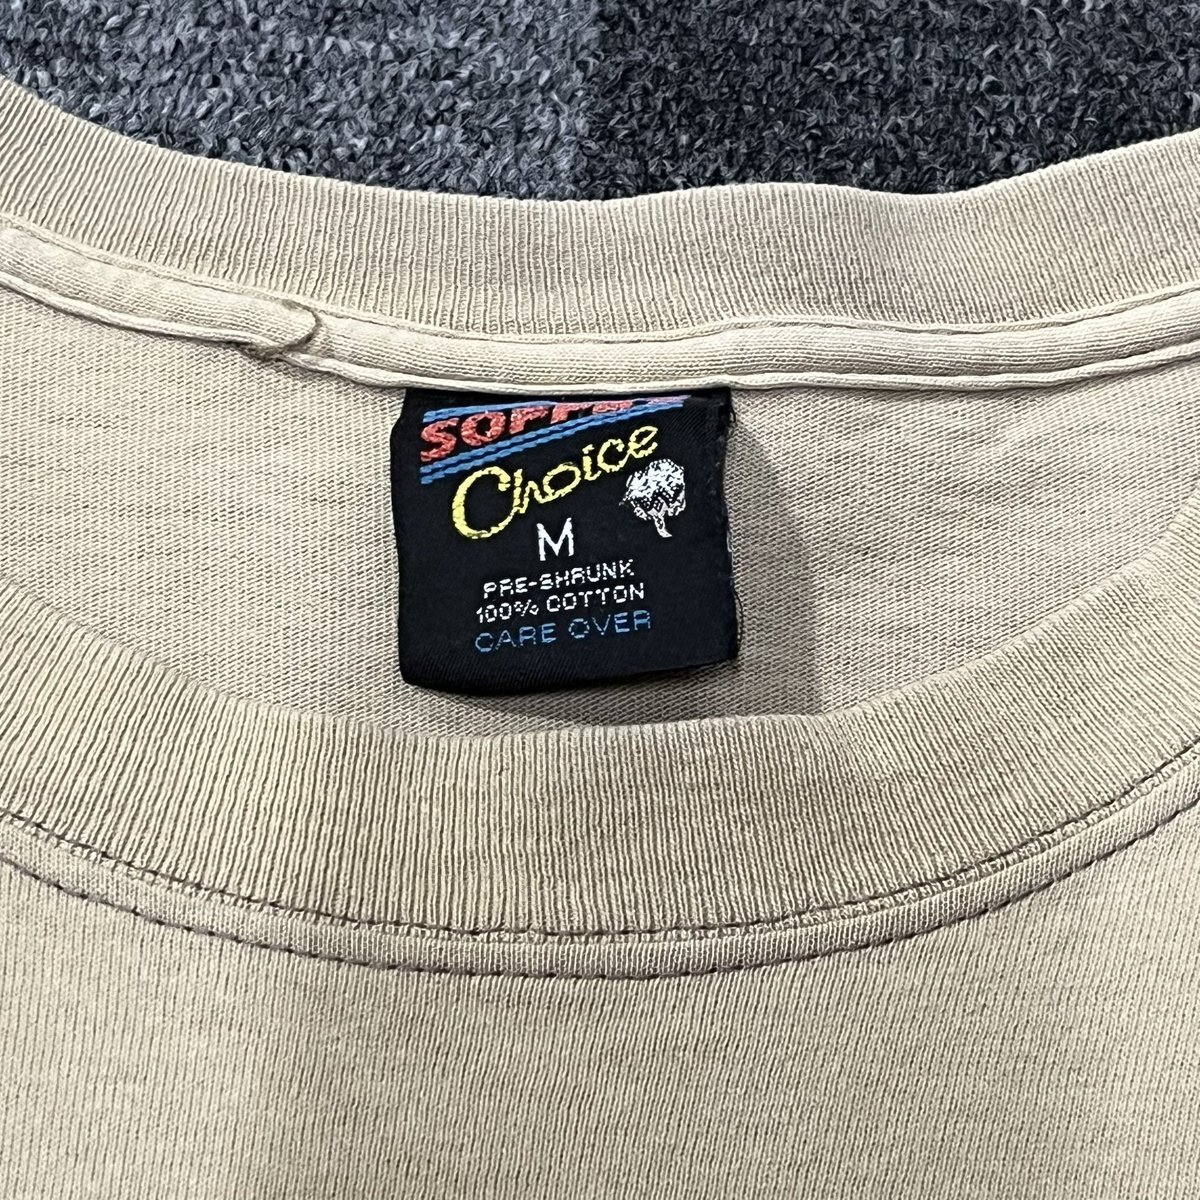 Choice
M
PRE-SHRUNK
100% COTTON
CARE OVER